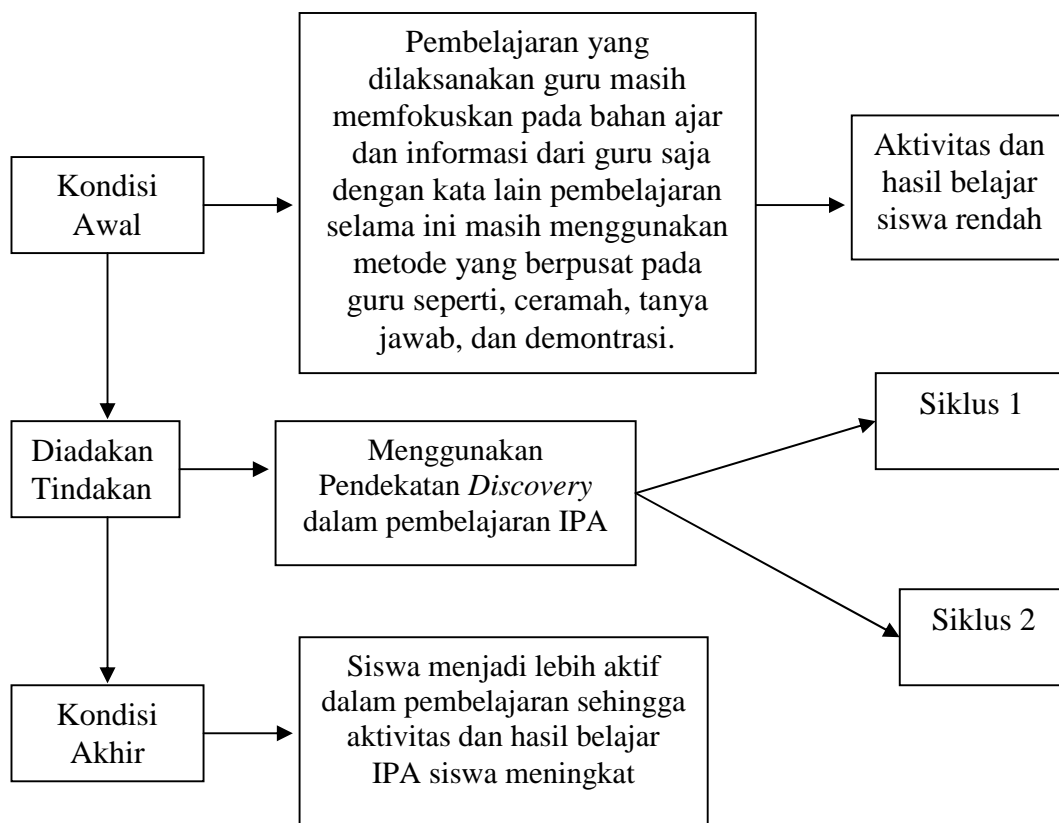 Kondisi
Awal
Pembelajaran yang
dilaksanakan guru masih
memfokuskan pada bahan ajar
dan informasi dari guru saja
dengan kata lain pembelajaran
selama ini masih menggunakan
metode yang berpusat pada
guru seperti, ceramah, tanya
jawab, dan demontrasi.
Aktivitas dan
hasil belajar
siswa rendah
Diadakan
Tindakan
Menggunakan
Pendekatan Discovery
dalam pembelajaran IPA
Siklus 1
Siklus 2
Kondisi
Akhir
Siswa menjadi lebih aktif
dalam pembelajaran sehingga
aktivitas dan hasil belajar
IPA siswa meningkat